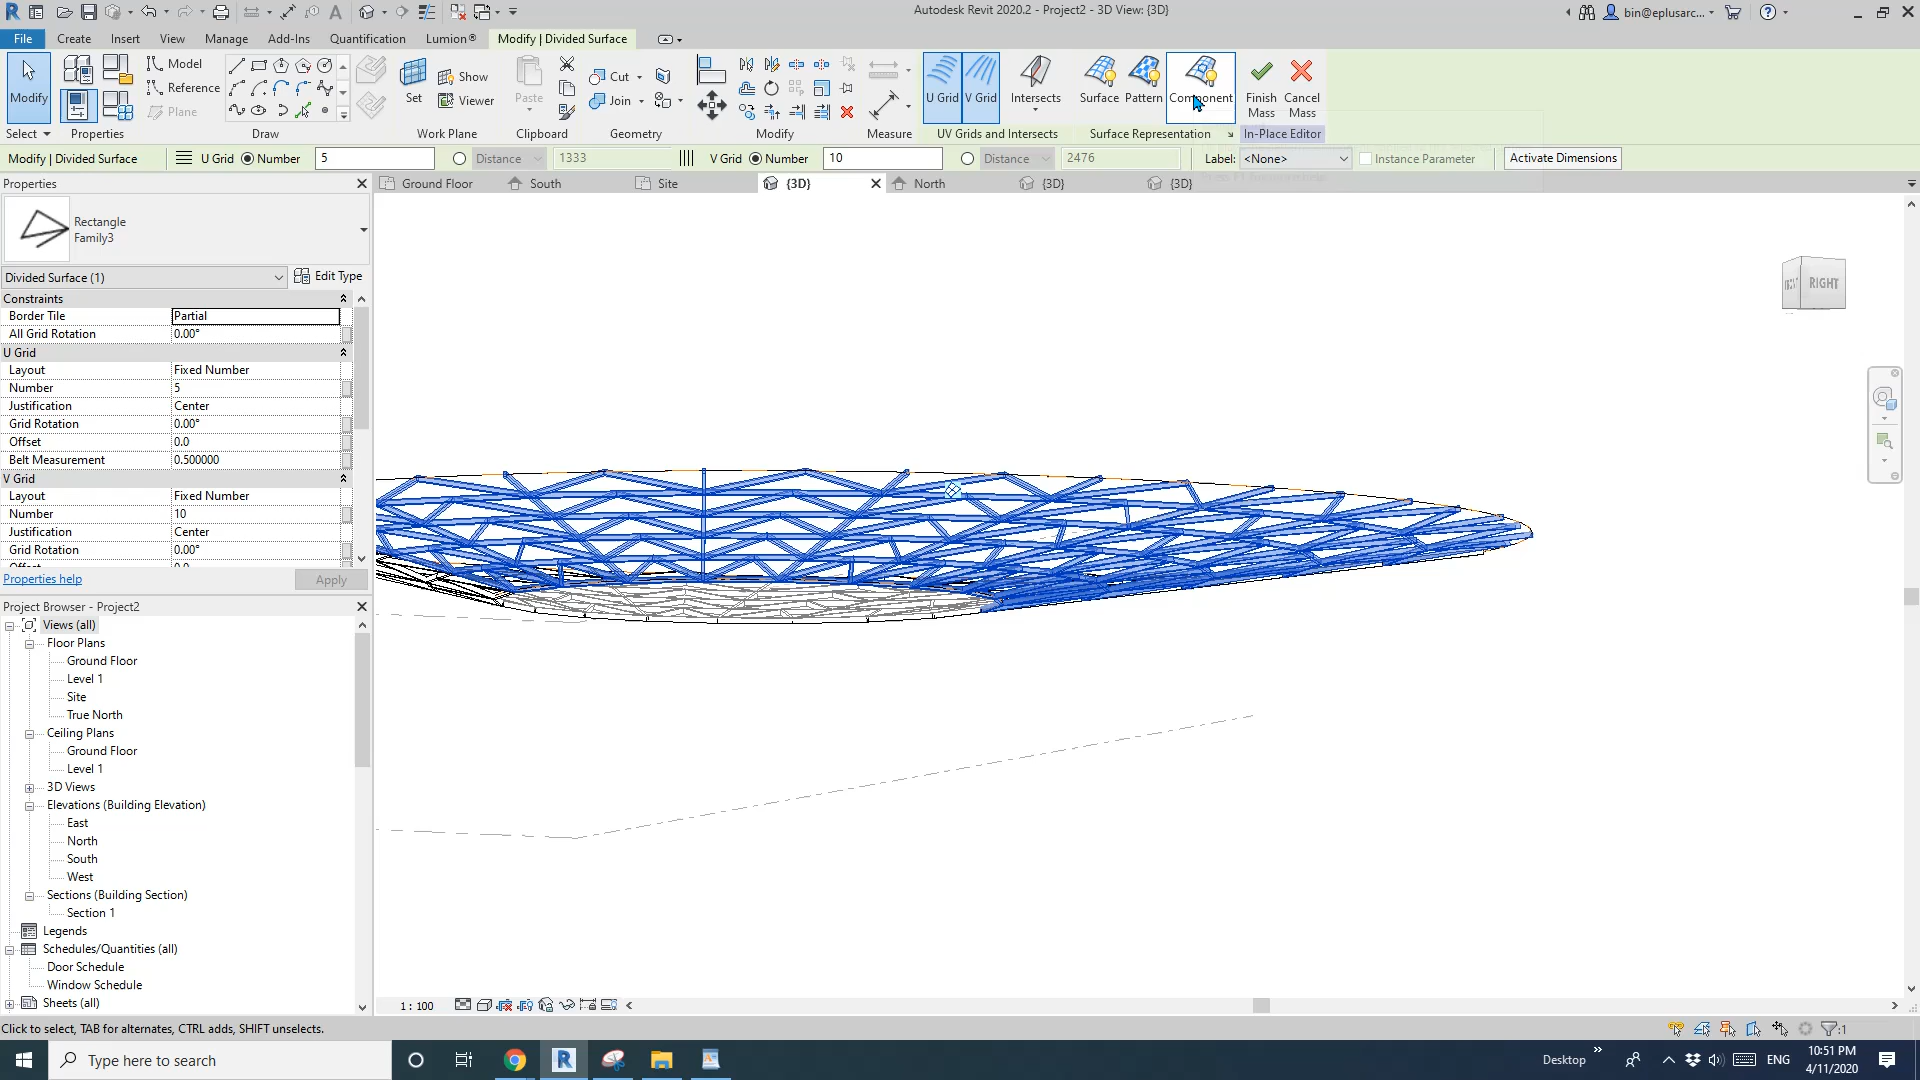 Autodesk Revit 2020.2 - Project2 - 3D View: {3D}
bin@eplusarc...
File Create Insert View Manage Add-Ins Quantification Lumion® Modify | Divided Surface
Modify
Model
Reference
Plane
Set
Show
Viewer
Paste
Cut
Join
U Grid V Grid Intersects
Surface Pattern Component
Finish Mass
Cancel Mass
Select Properties Draw Work Plane Clipboard Geometry Modify Measure UV Grids and Intersects Surface Representation In-Place Editor
Modify | Divided Surface U Grid Number 5 Distance 1333 V Grid Number 10 Distance 2476 Label: <None> Instance Parameter Activate Dimensions
Properties
Ground Floor South Site {3D} North {3D} {3D}
Rectangle
Family3
Divided Surface (1) Edit Type
Constraints
Border Tile Partial
All Grid Rotation 0.00°
U Grid
Layout Fixed Number
Number 5
Justification Center
Grid Rotation 0.00°
Offset 0.0
Belt Measurement 0.500000
V Grid
Layout Fixed Number
Number 10
Justification Center
Grid Rotation 0.00°
Properties help Apply
RIGHT
Project Browser - Project2
Views (all)
Floor Plans
Ground Floor
Level 1
Site
True North
Ceiling Plans
Ground Floor
Level 1
3D Views
Elevations (Building Elevation)
East
North
South
West
Sections (Building Section)
Section 1
Legends
Schedules/Quantities (all)
Door Schedule
Window Schedule
Sheets (all)
1 : 100
Click to select, TAB for alternates, CTRL adds, SHIFT unselects.
:1
Type here to search
Desktop
ENG
10:51 PM
4/11/2020